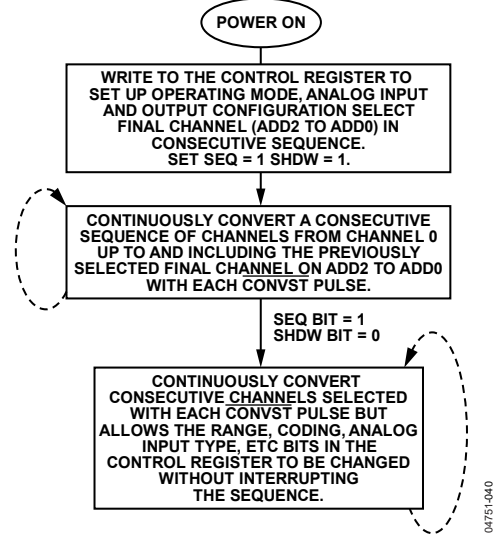 POWER ON
WRITE TO THE CONTROL REGISTER TO
SET UP OPERATING MODE, ANALOG INPUT
AND OUTPUT CONFIGURATION SELECT
FINAL CHANNEL (ADD2 TO ADD0) IN
CONSECUTIVE SEQUENCE.
SET SEQ = 1 SHDW = 1.
CONTINUOUSLY CONVERT A CONSECUTIVE
SEQUENCE OF CHANNELS FROM CHANNEL 0
UP TO AND INCLUDING THE PREVIOUSLY
SELECTED FINAL CHANNEL ON ADD2 TO ADD0
WITH EACH CONVST PULSE.
SEQ BIT = 1
SHDW BIT = 0
CONTINUOUSLY CONVERT
CONSECUTIVE CHANNELS SELECTED
WITH EACH CONVST PULSE BUT
ALLOWS THE RANGE, CODING, ANALOG
INPUT TYPE, ETC BITS IN THE
CONTROL REGISTER TO BE CHANGED
WITHOUT INTERRUPTING
THE SEQUENCE.
04751-040